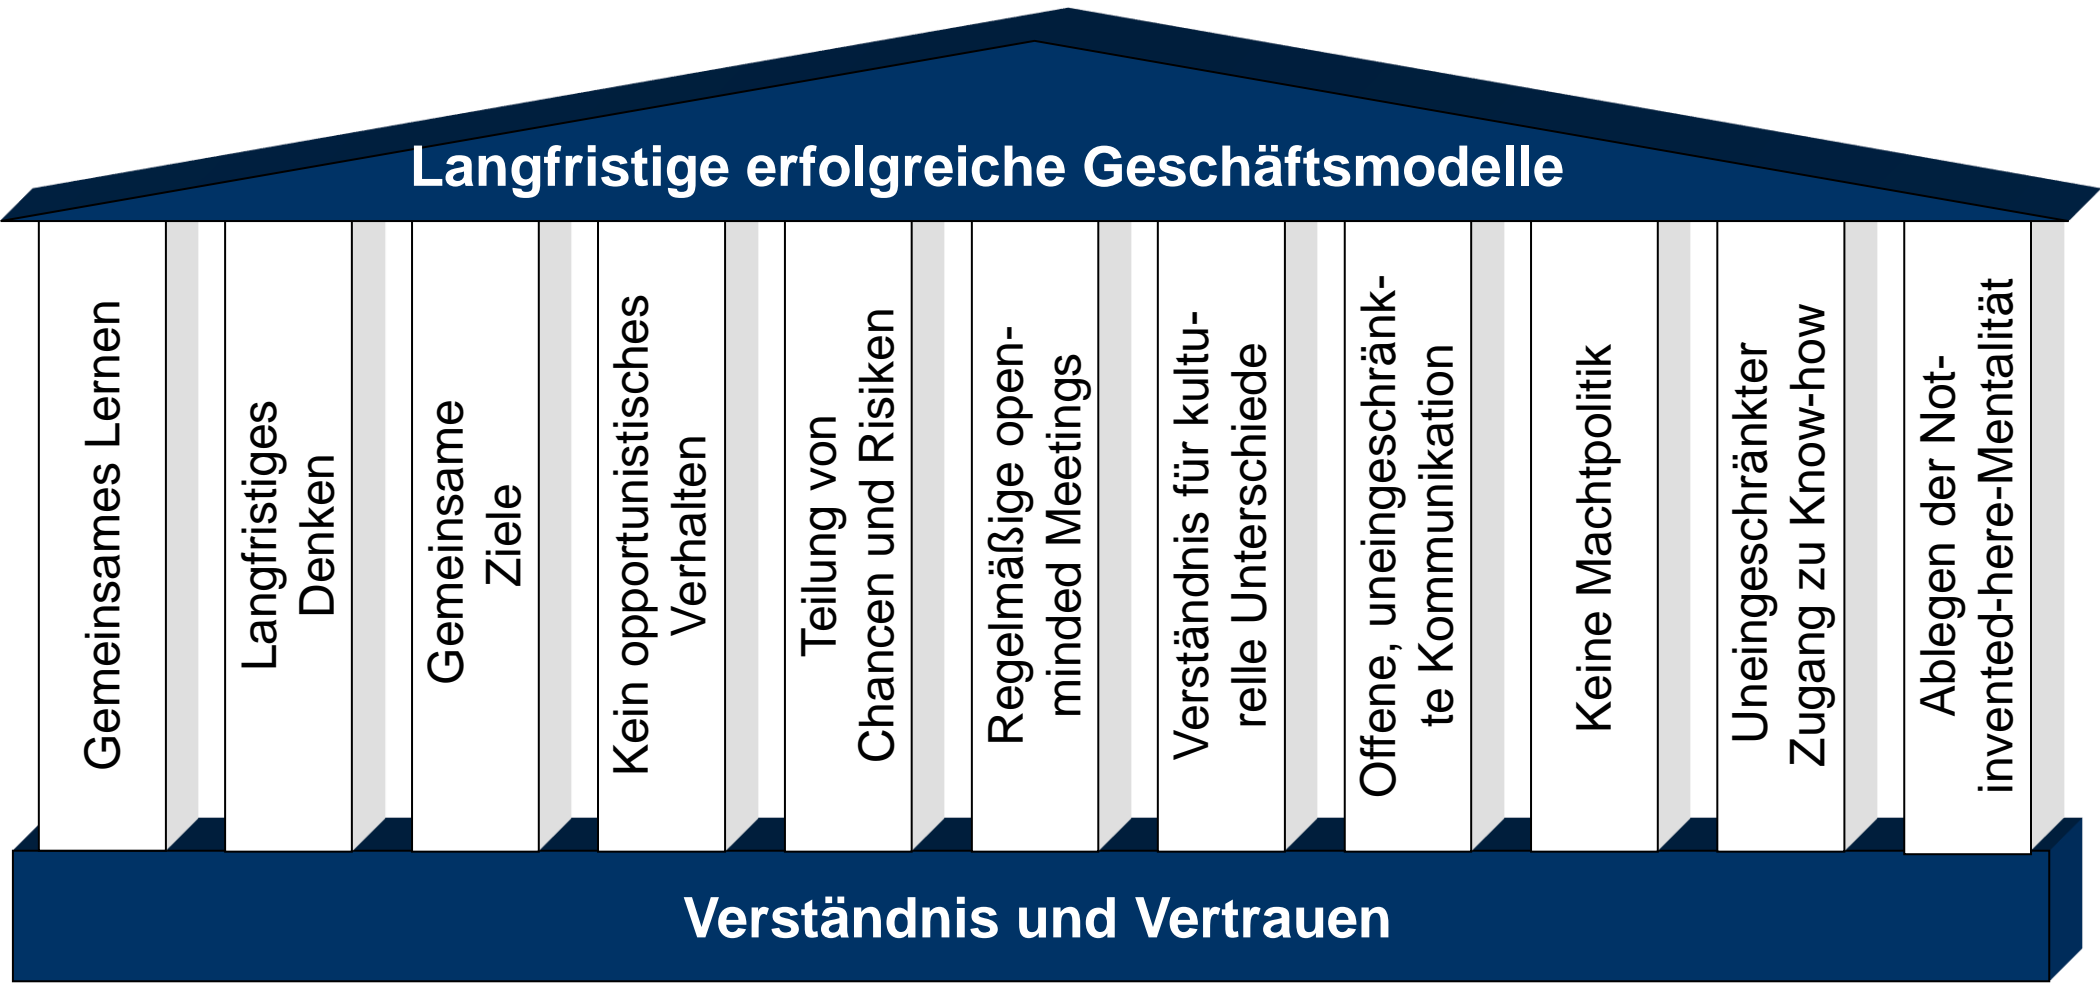 Langfristige erfolgreiche Geschäftsmodelle
Gemeinsames Lernen
Langfristiges
Denken
Gemeinsame
Ziele
Kein opportunistisches
Verhalten
Teilung von
Chancen und Risiken
Regelmäßige open-
minded Meetings
Verständnis für kultu-
relle Unterschiede
Offene, uneingeschränk-
te Kommunikation
Keine Machtpolitik
Uneingeschränkter
Zugang zu Know-how
Ablegen der Not-
invented-here-Mentalität
Verständnis und Vertrauen